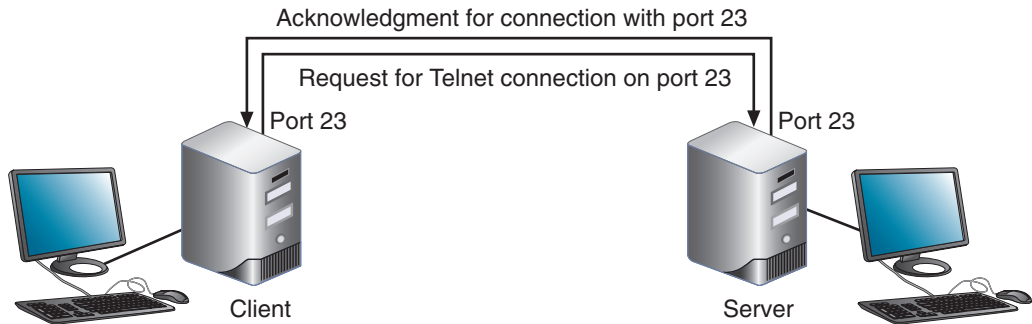 Acknowledgment for connection with port 23
Request for Telnet connection on port 23
Port 23
Port 23
Client
Server